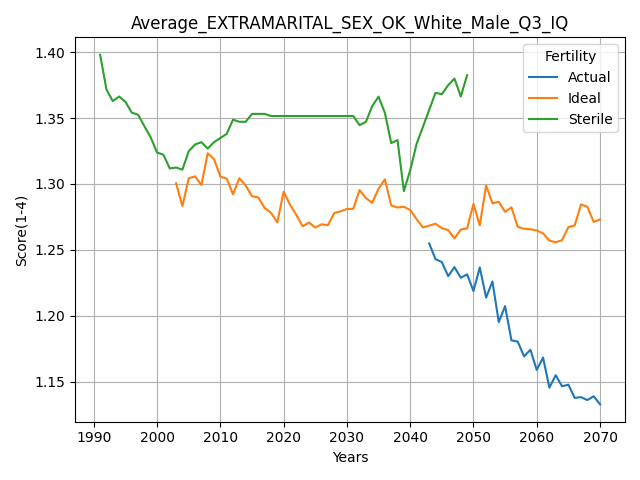 Average_EXTRAMARITAL_SEX_OK_White_Male_Q3_IQ
Score(1-4)
1.40
1.35
1.30
1.25
1.20
1.15
Fertility
Actual
Ideal
Sterile
1990 2000 2010 2020 2030 2040 2050 2060 2070
Years